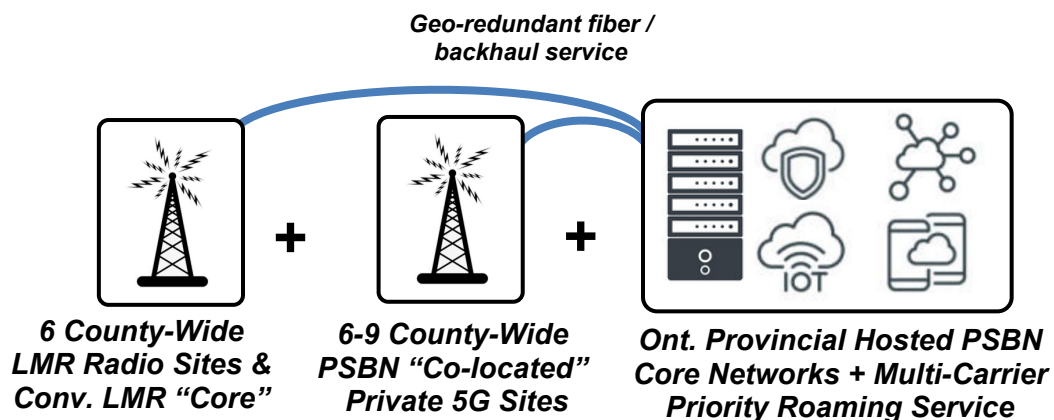 Geo-redundant fiber /
backhaul service
+
+
IOT
6 County-Wide
LMR Radio Sites &
Conv. LMR “Core”
6-9 County-Wide
PSBN “Co-located”
Private 5G Sites
Ont. Provincial Hosted PSBN
Core Networks + Multi-Carrier
Priority Roaming Service